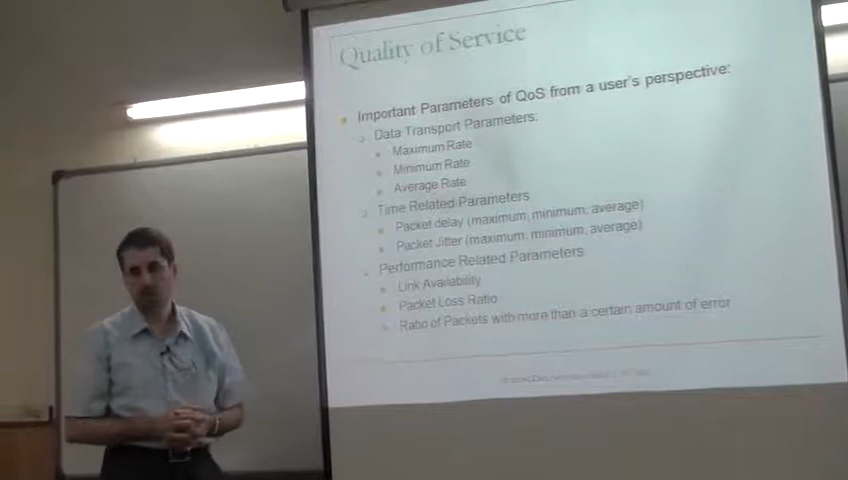 Quality of Service
Important Parameters of QoS from a user's perspective:
Data Transport Parameters:
Maximum Rate
Minimum Rate
Average Rate
Time Related Parameters
Packet delay (maximum, minimum, average)
Packet Jitter (maximum, minimum, average)
Performance Related Parameters
Link Availability
Packet Loss Ratio
Ratio of Packets with more than a certain amount of error